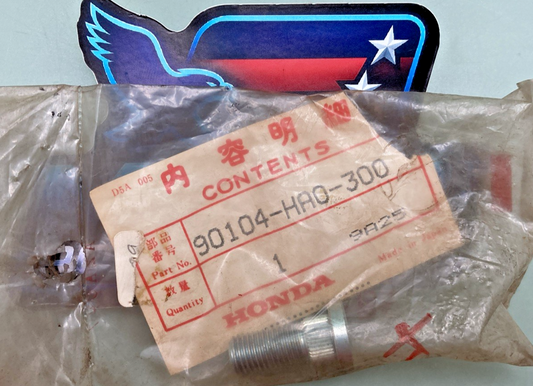 DSA 005
内容明細
CONTENTS
部品番号
Part No.
90104-HA0-300
9A25
数量
Quantity
1
HONDA